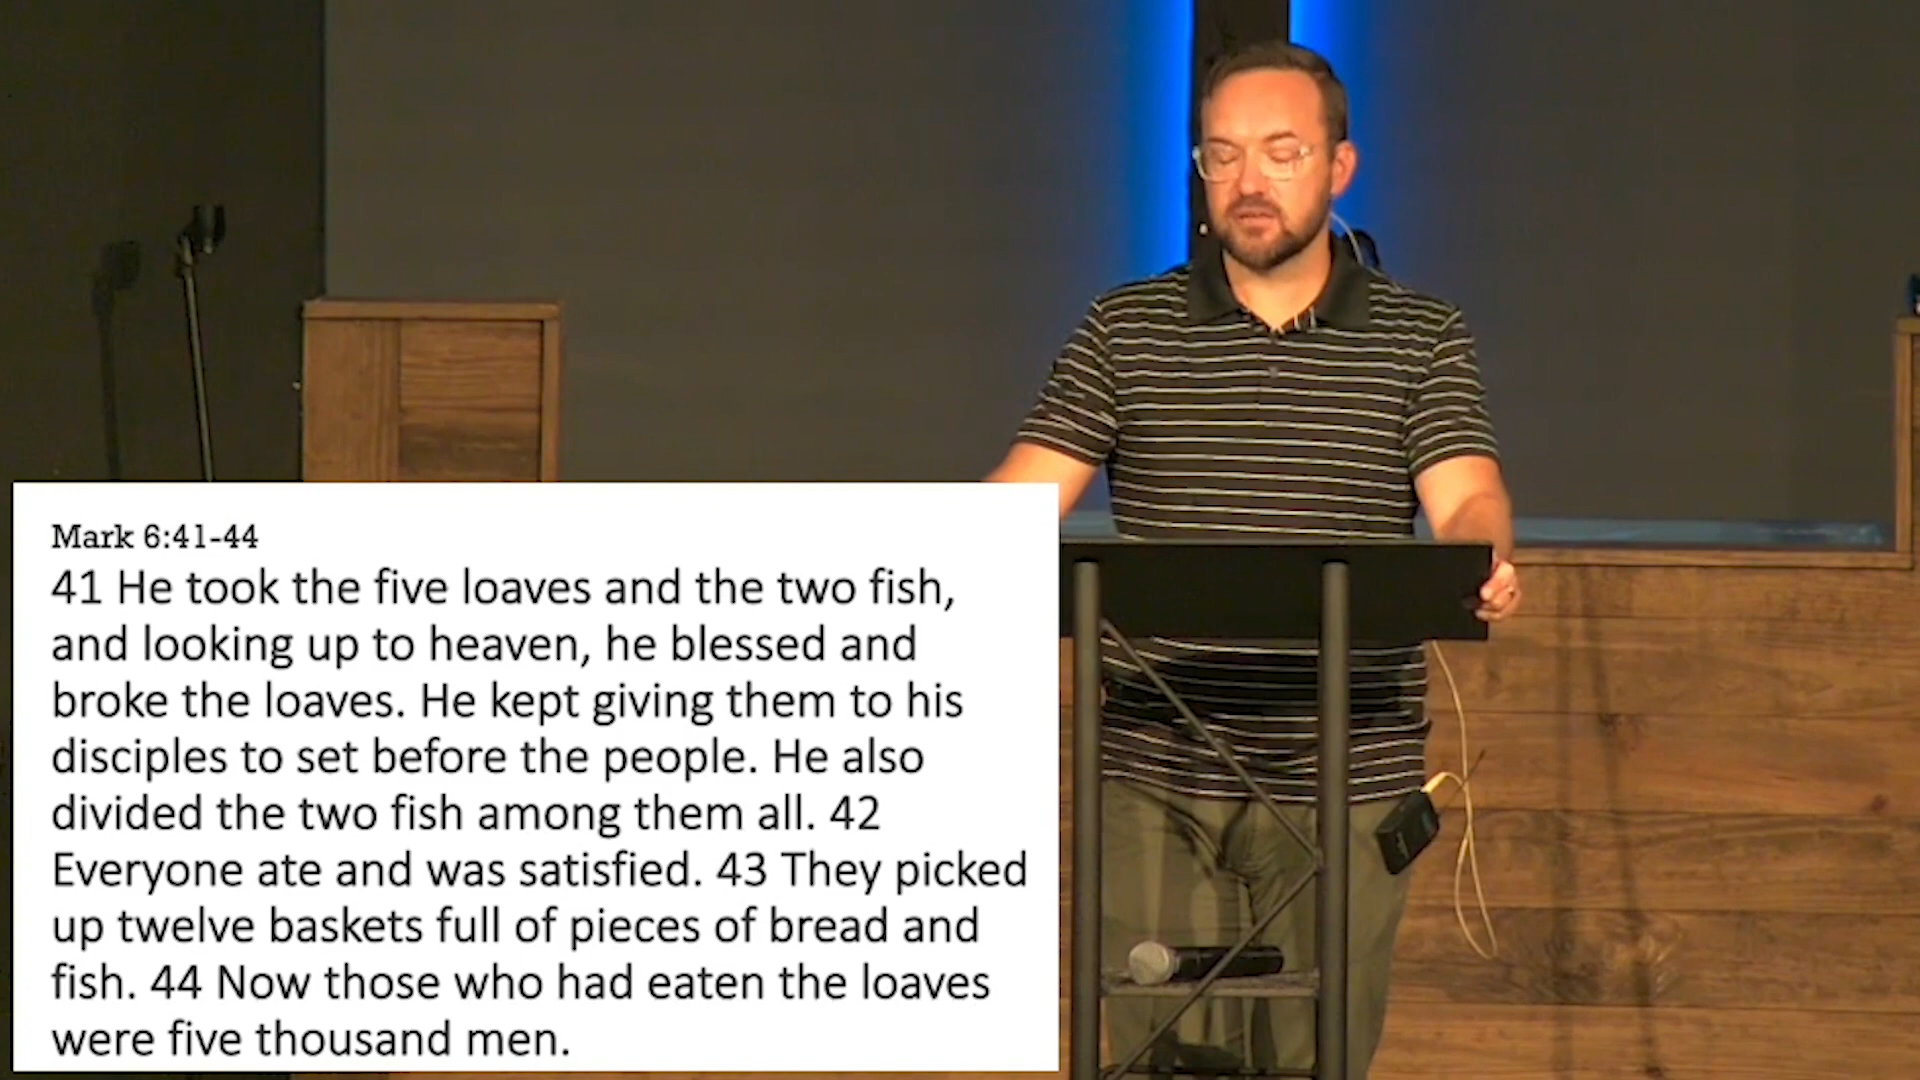 Mark 6:41-44
41 He took the five loaves and the two fish,
and looking up to heaven, he blessed and
broke the loaves. He kept giving them to his
disciples to set before the people. He also
divided the two fish among them all. 42
Everyone ate and was satisfied. 43 They picked
up twelve baskets full of pieces of bread and
fish. 44 Now those who had eaten the loaves
were five thousand men.